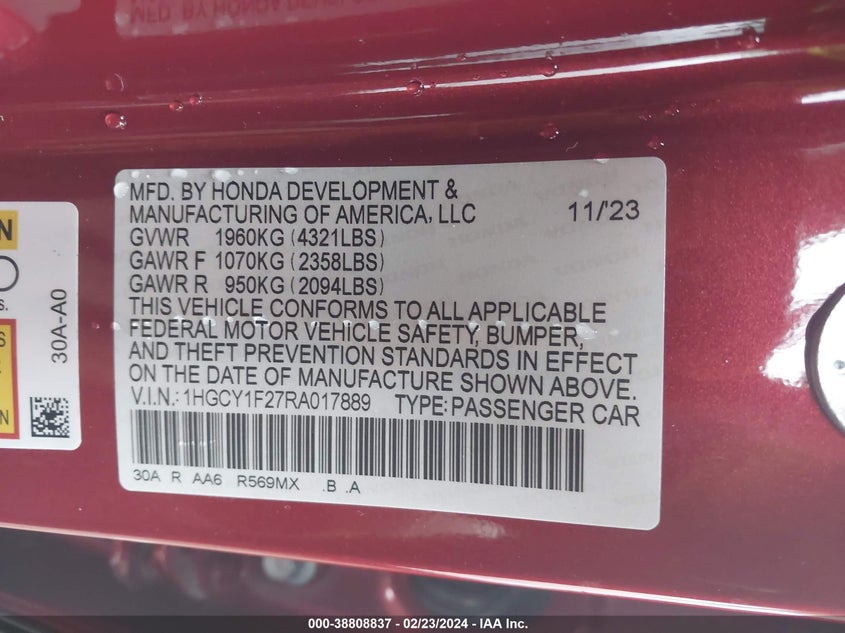 MFD. BY HONDA DEVELOPMENT &
MANUFACTURING OF AMERICA, LLC 11/'23
GVWR 1960KG (4321LBS)
GAWR F 1070KG (2358LBS)
GAWR R 950KG (2094LBS)
THIS VEHICLE CONFORMS TO ALL APPLICABLE
FEDERAL MOTOR VEHICLE SAFETY, BUMPER,
AND THEFT PREVENTION STANDARDS IN EFFECT
ON THE DATE OF MANUFACTURE SHOWN ABOVE.
V.I.N.: 1HGCY1F27RA017889 TYPE: PASSENGER CAR
30A R AA6 R569MX .B .A
30A-A0
000-38808837 - 02/23/2024 - IAA Inc.